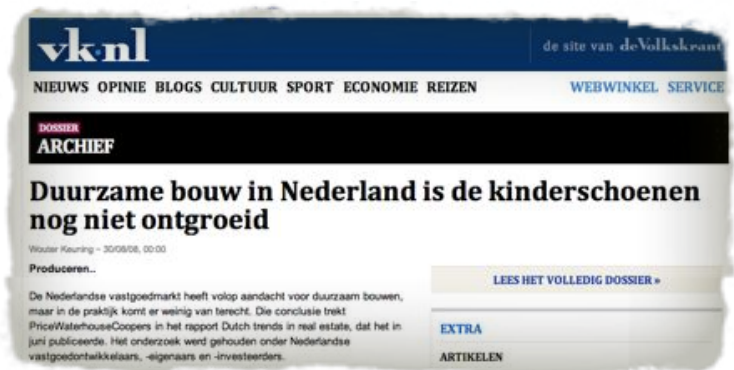 vk·nl
de site van deVolkskrant
NIEUWS OPINIE BLOGS CULTUUR SPORT ECONOMIE REIZEN
WEBWINKEL SERVICE
DOSSIER
ARCHIEF
Duurzame bouw in Nederland is de kinderschoenen
nog niet ontgroeid
Wouter Keuning – 30/08/08, 00:00
Produceren..
De Nederlandse vastgoedmarkt heeft volop aandacht voor duurzaam bouwen,
maar in de praktijk komt er weinig van terecht. Die conclusie trekt
PriceWaterhouseCoopers in het rapport Dutch trends in real estate, dat het in
juni publiceerde. Het onderzoek werd gehouden onder Nederlandse
vastgoedontwikkelaars, -eigenaars en -investeerders.
LEES HET VOLLEDIG DOSSIER »
EXTRA
ARTIKELEN